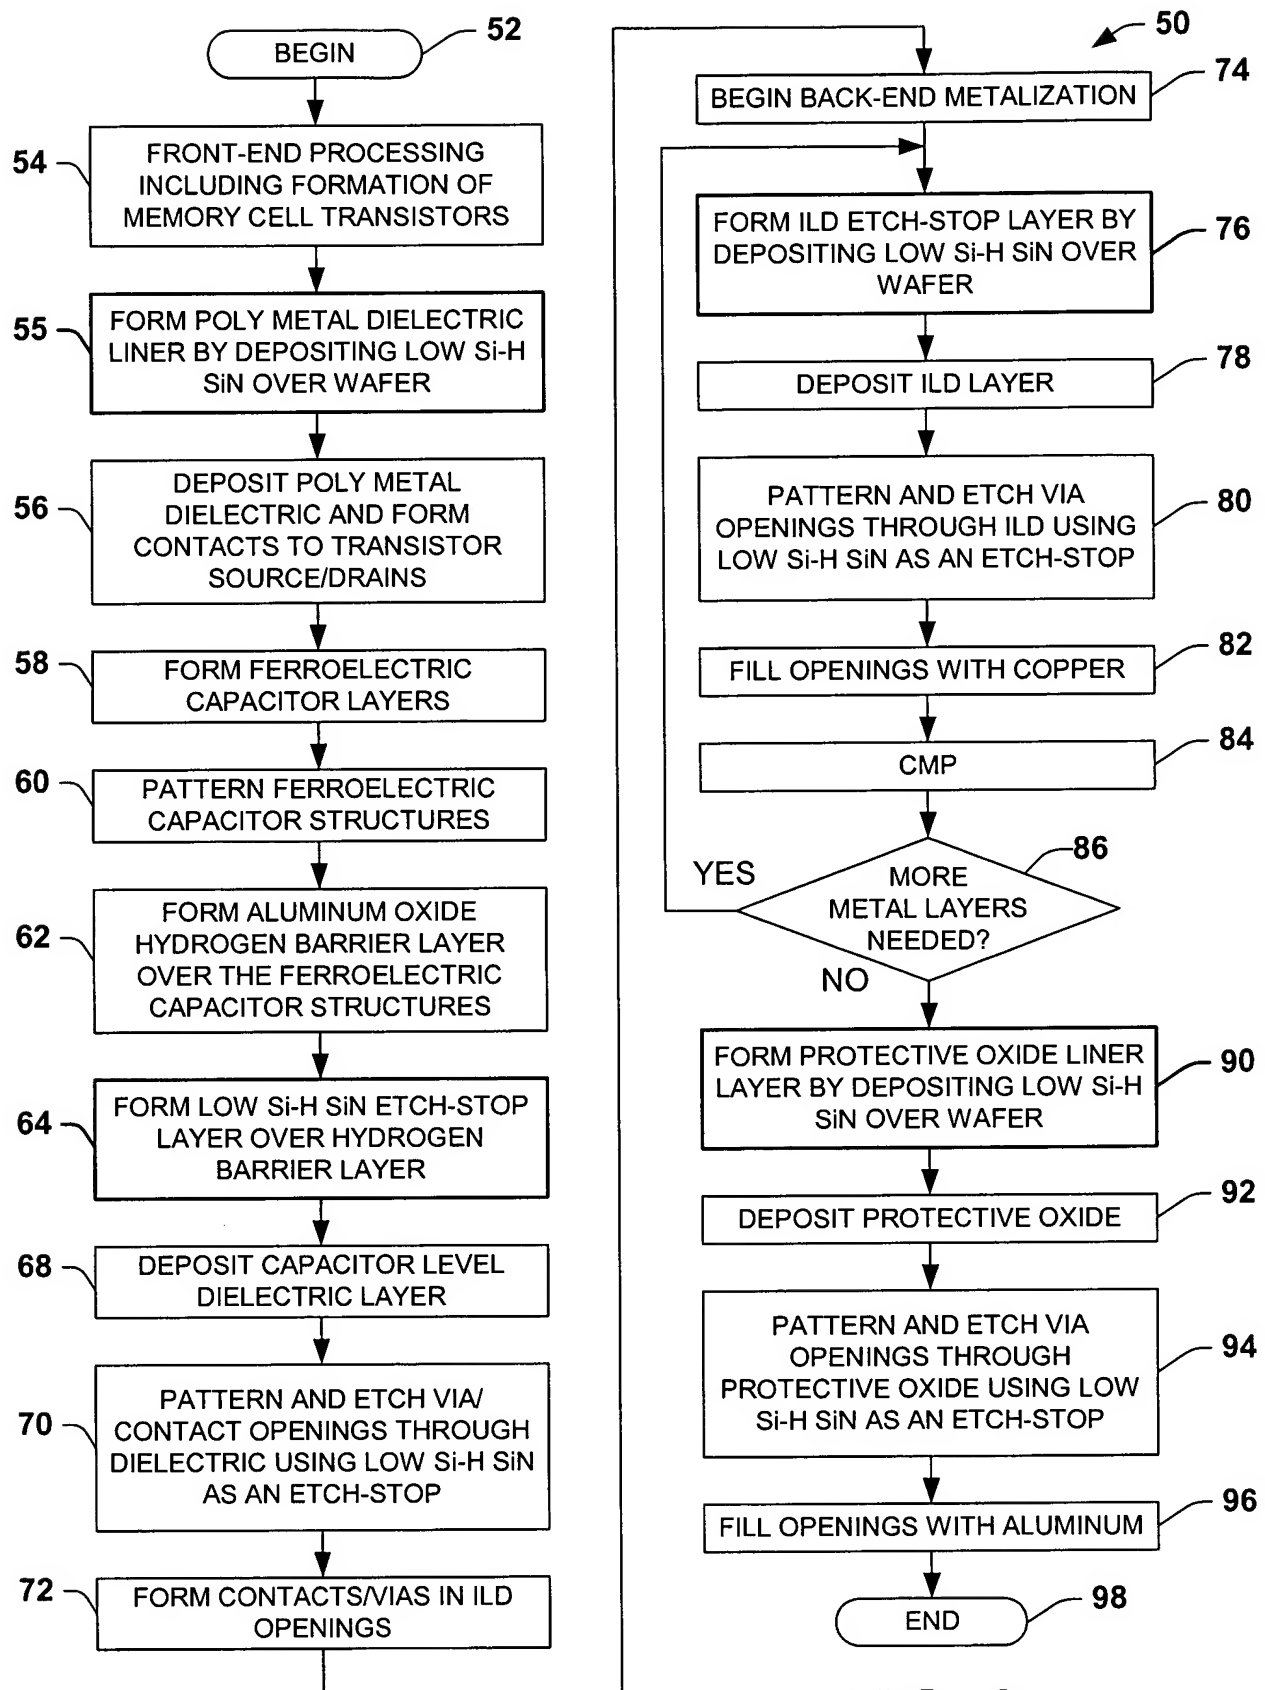 BEGIN
52
54
FRONT-END PROCESSING
INCLUDING FORMATION OF
MEMORY CELL TRANSISTORS
55
FORM POLY METAL DIELECTRIC
LINER BY DEPOSITING LOW Si-H
SiN OVER WAFER
56
DEPOSIT POLY METAL
DIELECTRIC AND FORM
CONTACTS TO TRANSISTOR
SOURCE/DRAINS
58
FORM FERROELECTRIC
CAPACITOR LAYERS
60
PATTERN FERROELECTRIC
CAPACITOR STRUCTURES
62
FORM ALUMINUM OXIDE
HYDROGEN BARRIER LAYER
OVER THE FERROELECTRIC
CAPACITOR STRUCTURES
64
FORM LOW Si-H SiN ETCH-STOP
LAYER OVER HYDROGEN
BARRIER LAYER
68
DEPOSIT CAPACITOR LEVEL
DIELECTRIC LAYER
70
PATTERN AND ETCH VIA/
CONTACT OPENINGS THROUGH
DIELECTRIC USING LOW Si-H SiN
AS AN ETCH-STOP
72
FORM CONTACTS/VIAS IN ILD
OPENINGS
50
74
BEGIN BACK-END METALIZATION
76
FORM ILD ETCH-STOP LAYER BY
DEPOSITING LOW Si-H SiN OVER
WAFER
78
DEPOSIT ILD LAYER
80
PATTERN AND ETCH VIA
OPENINGS THROUGH ILD USING
LOW Si-H SiN AS AN ETCH-STOP
82
FILL OPENINGS WITH COPPER
84
CMP
86
YES
MORE
METAL LAYERS
NEEDED?
NO
90
FORM PROTECTIVE OXIDE LINER
LAYER BY DEPOSITING LOW Si-H
SiN OVER WAFER
92
DEPOSIT PROTECTIVE OXIDE
94
PATTERN AND ETCH VIA
OPENINGS THROUGH
PROTECTIVE OXIDE USING LOW
Si-H SiN AS AN ETCH-STOP
96
FILL OPENINGS WITH ALUMINUM
98
END